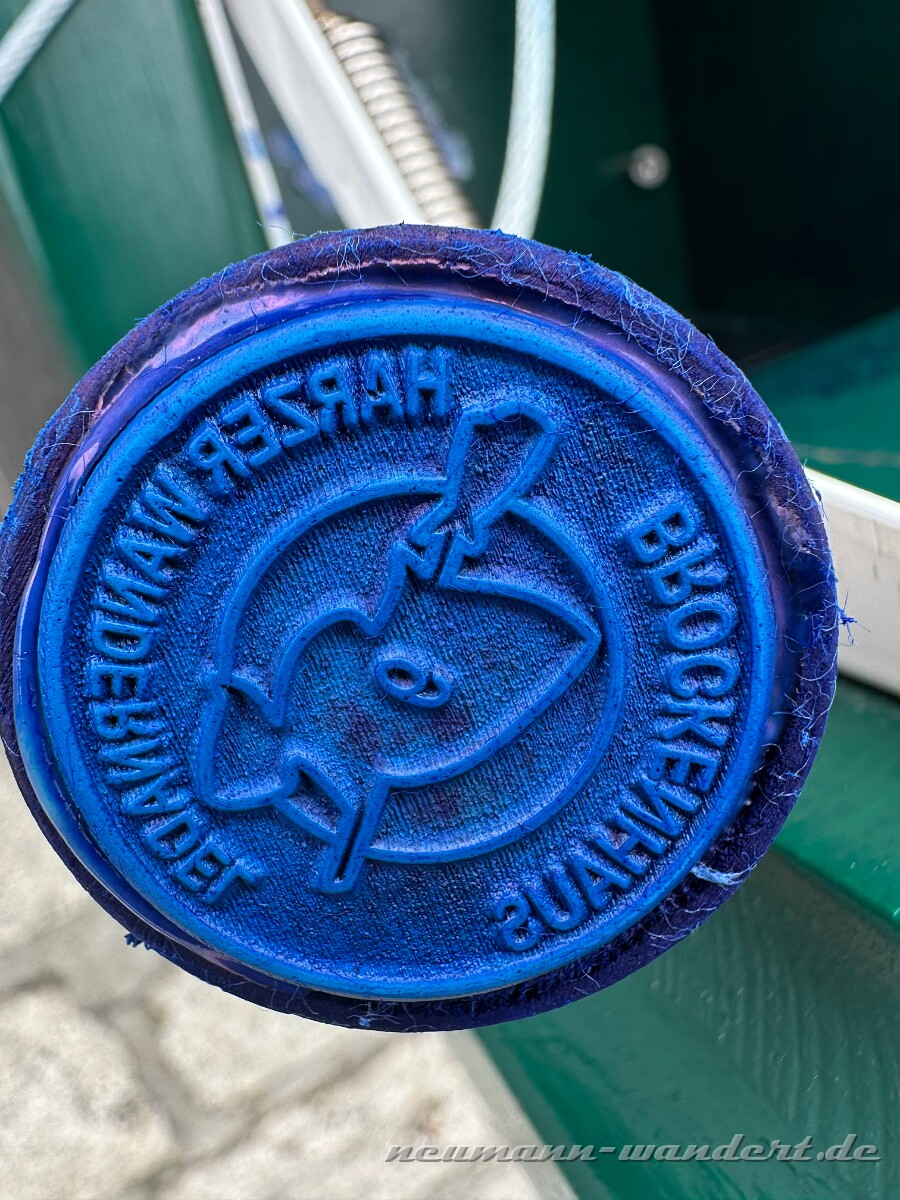 HARZER WANDERNADEL
9
BROCKENHAUS
neumann-wandert.de